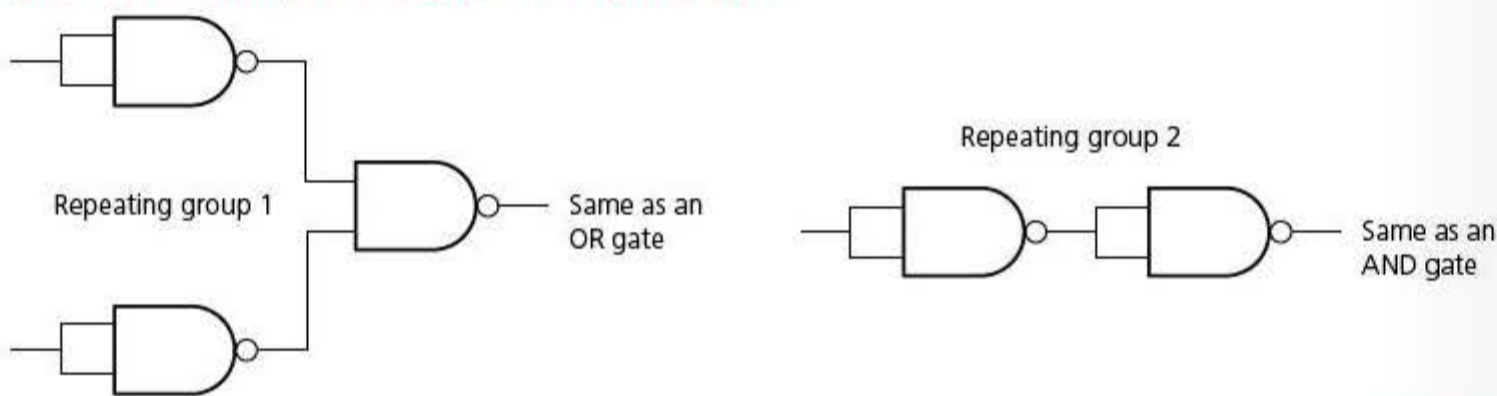 Repeating group 1
Same as an
OR gate
Repeating group 2
Same as an
AND gate